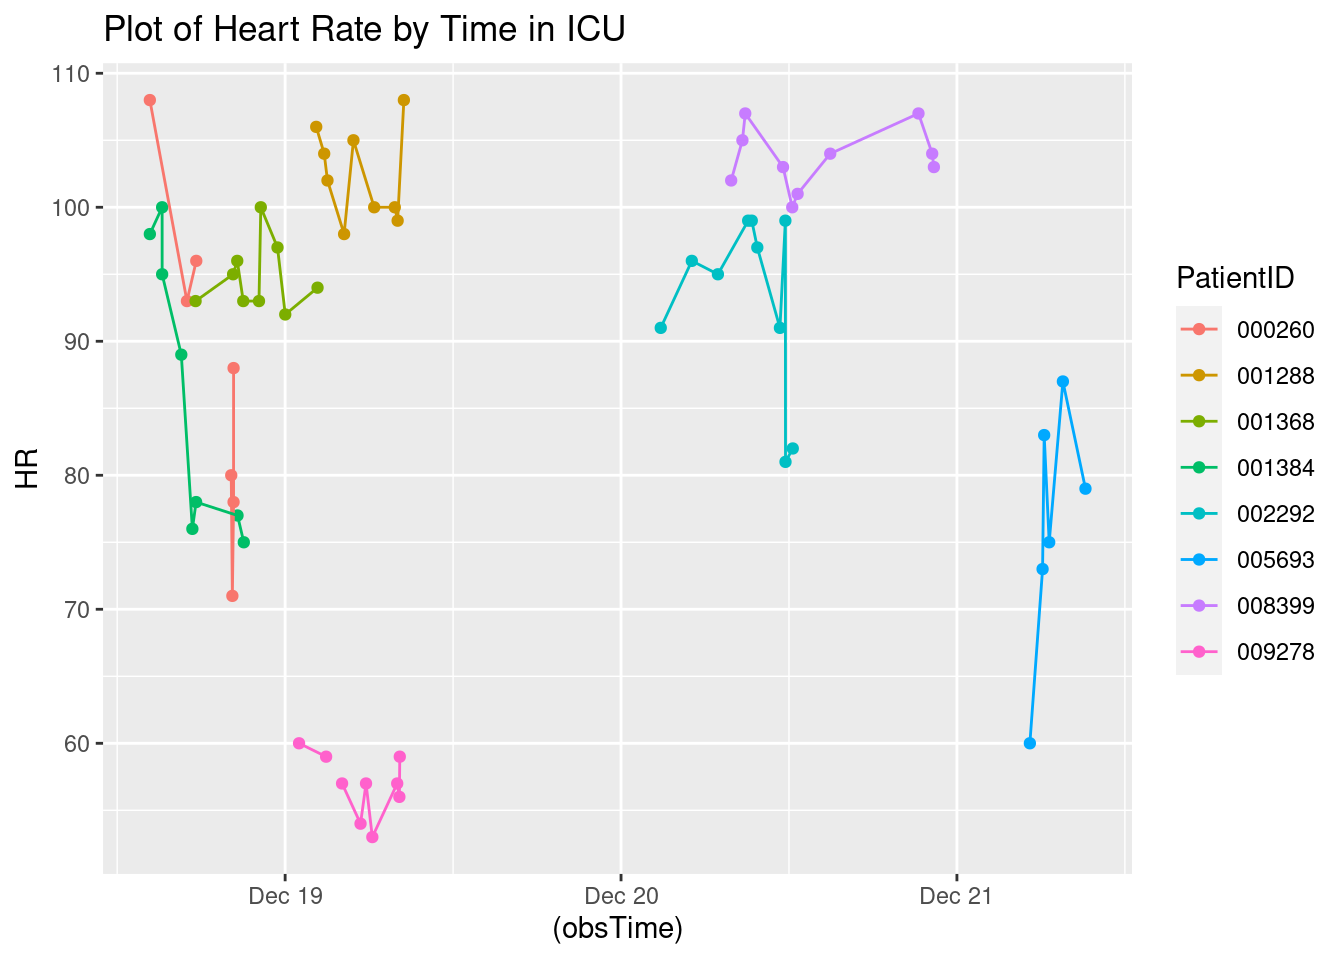 Plot of Heart Rate by Time in ICU
110
100
90
80
70
60
HR
Dec 19
Dec 20
Dec 21
(obsTime)
PatientID
000260
001288
001368
001384
002292
005693
008399
009278